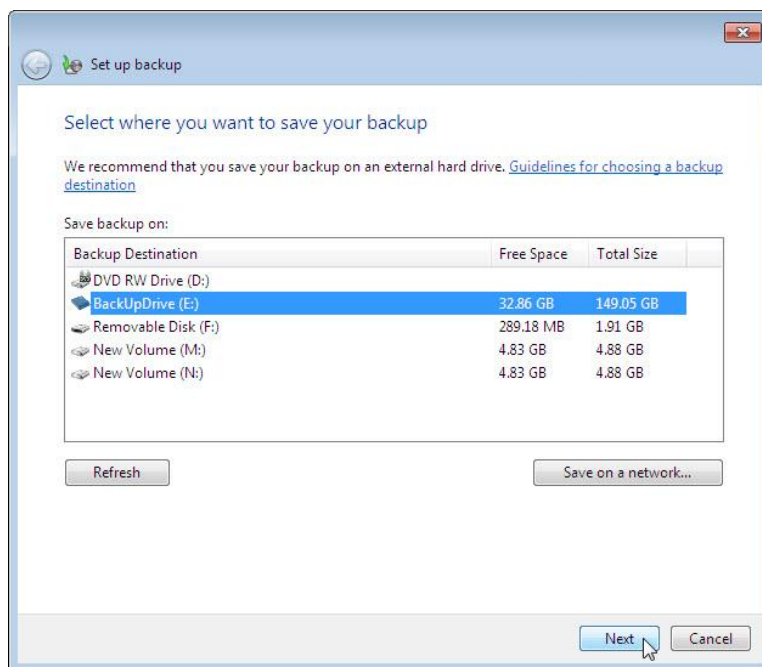 Set up backup
Select where you want to save your backup
We recommend that you save your backup on an external hard drive. Guidelines for choosing a backup
destination
Save backup on:
Backup Destination Free Space Total Size
DVD RW Drive (D:)
BackUpDrive (E:) 32.86 GB 149.05 GB
Removable Disk (F:) 289.18 MB 1.91 GB
New Volume (M:) 4.83 GB 4.88 GB
New Volume (N:) 4.83 GB 4.88 GB
Refresh Save on a network...
Next Cancel